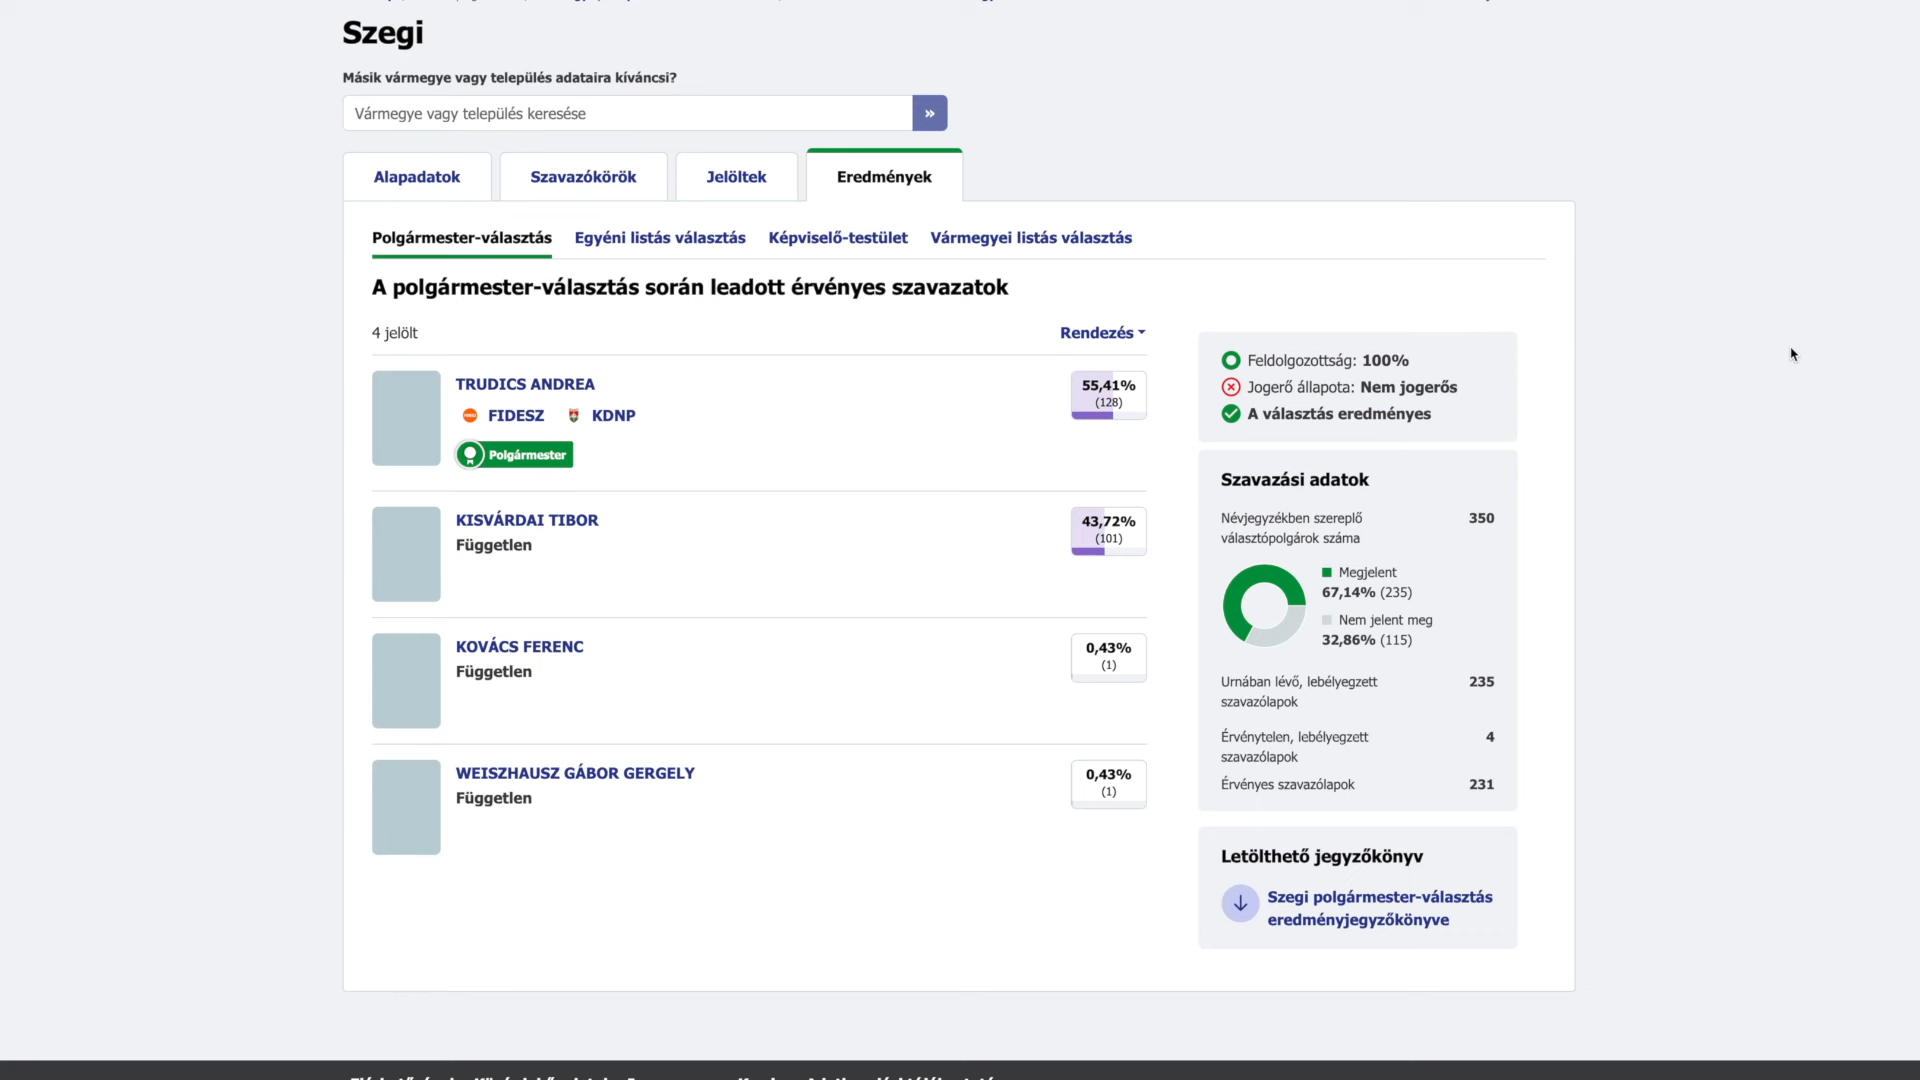 Szegi
Másik vármegye vagy település adataira kíváncsi?
Vármegye vagy település keresése »
Alapadatok Szavazókörök Jelöltek Eredmények
Polgármester-választás Egyéni listás választás Képviselő-testület Vármegyei listás választás
A polgármester-választás során leadott érvényes szavazatok
4 jelölt Rendezés
TRUDICS ANDREA
FIDESZ KDNP
Polgármester
55,41%
(128)
KISVÁRDAI TIBOR
Független
43,72%
(101)
KOVÁCS FERENC
Független
0,43%
(1)
WEISZHAUSZ GÁBOR GERGELY
Független
0,43%
(1)
Feldolgozottság: 100%
Jogerő állapota: Nem jogerős
A választás eredményes
Szavazási adatok
Névjegyzékben szereplő 350
választópolgárok száma
Megjelent
67,14% (235)
Nem jelent meg
32,86% (115)
Urnában lévő, lebélyegzett 235
szavazólapok
Érvénytelen, lebélyegzett 4
szavazólapok
Érvényes szavazólapok 231
Letölthető jegyzőkönyv
Szegi polgármester-választás
eredményjegyzőkönyve